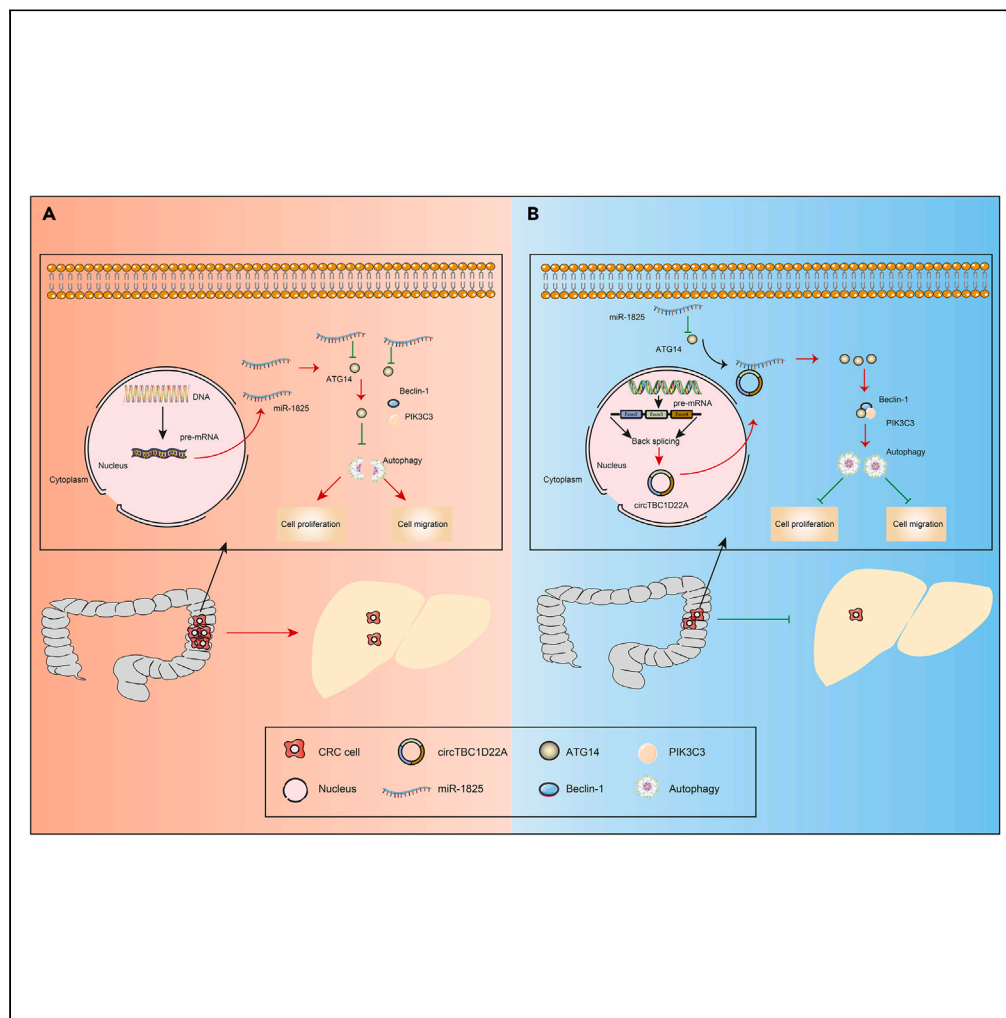 A
DNA
pre-mRNA
Nucleus
Cytoplasm
miR-1825
ATG14
Beclin-1
PIK3C3
Autophagy
Cell proliferation
Cell migration
B
miR-1825
ATG14
pre-mRNA
Back splicing
Nucleus
Cytoplasm
circTBC1D22A
Beclin-1
PIK3C3
Autophagy
Cell proliferation
Cell migration
CRC cell
circTBC1D22A
ATG14
PIK3C3
Nucleus
miR-1825
Beclin-1
Autophagy